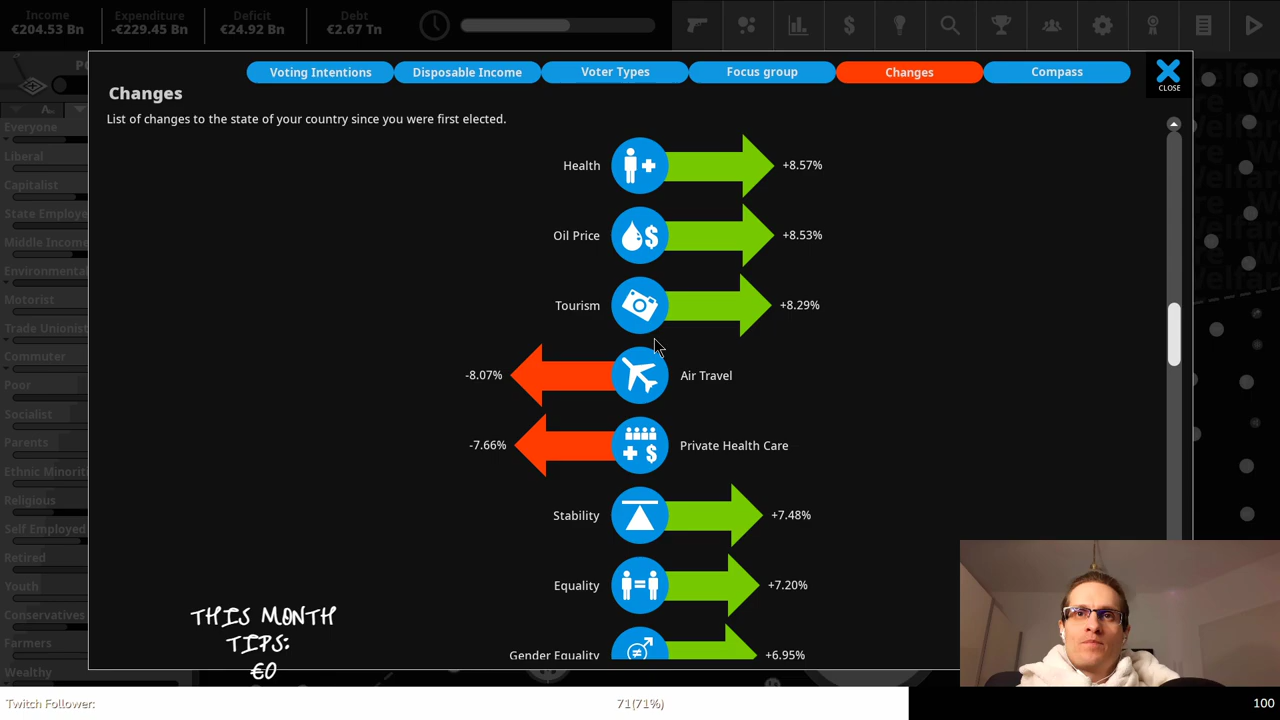 Income
€204.53 Bn
Expenditure
-€229.45 Bn
Deficit
€24.92 Bn
Debt
€2.67 Tn
Voting Intentions
Disposable Income
Voter Types
Focus group
Changes
Compass
CLOSE
Changes
List of changes to the state of your country since you were first elected.
Health
+8.57%
Oil Price
+8.53%
Tourism
+8.29%
-8.07%
Air Travel
-7.66%
Private Health Care
Stability
+7.48%
Equality
+7.20%
Gender Equality
+6.95%
Everyone
Liberal
Capitalist
State Employe
Middle Income
Environmental
Motorist
Trade Unionist
Commuter
Poor
Socialist
Parents
Ethnic Minorit
Religious
Self Employed
Retired
Youth
Conservatives
Farmers
Wealthy
THIS MONTH
TIPS:
€0
Twitch Follower:
71(71%)
100